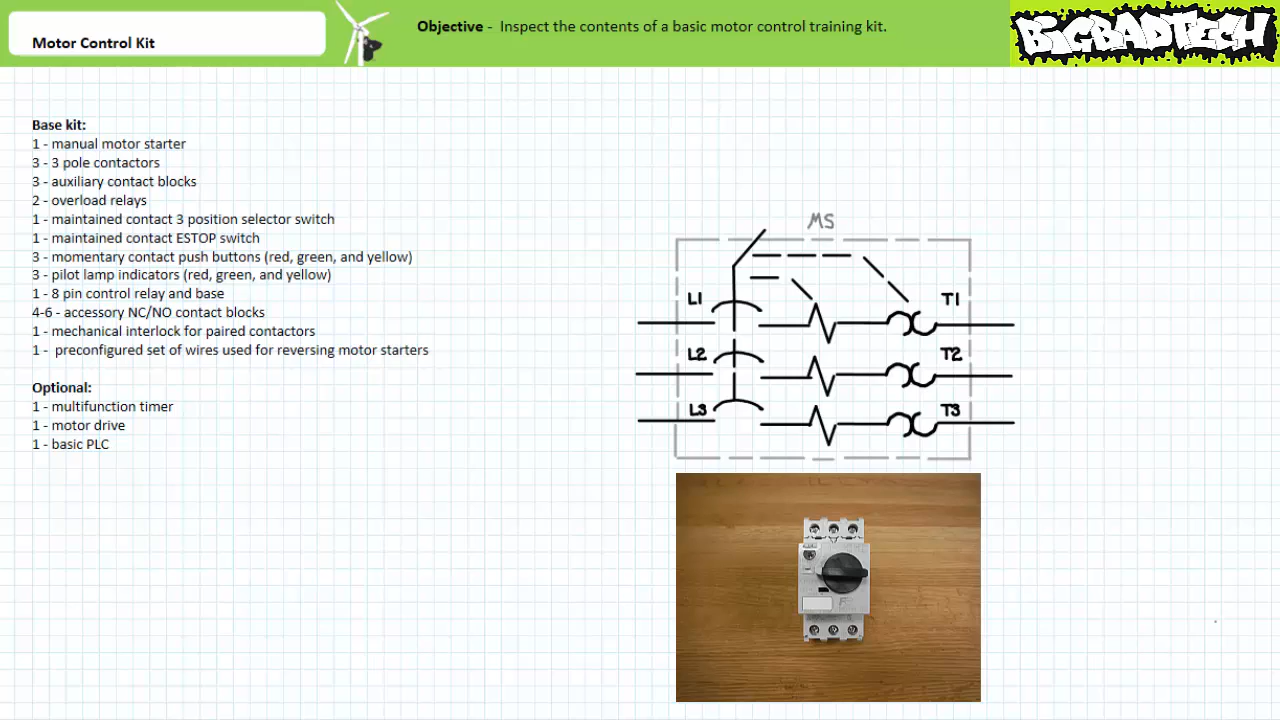 Motor Control Kit
Objective - Inspect the contents of a basic motor control training kit.
BIGBADTECH
Base kit:
1 - manual motor starter
3 - 3 pole contactors
3 - auxiliary contact blocks
2 - overload relays
1 - maintained contact 3 position selector switch
1 - maintained contact ESTOP switch
3 - momentary contact push buttons (red, green, and yellow)
3 - pilot lamp indicators (red, green, and yellow)
1 - 8 pin control relay and base
4-6 - accessory NC/NO contact blocks
1 - mechanical interlock for paired contactors
1 - preconfigured set of wires used for reversing motor starters
Optional:
1 - multifunction timer
1 - motor drive
1 - basic PLC
MS
L1 T1
L2 T2
L3 T3